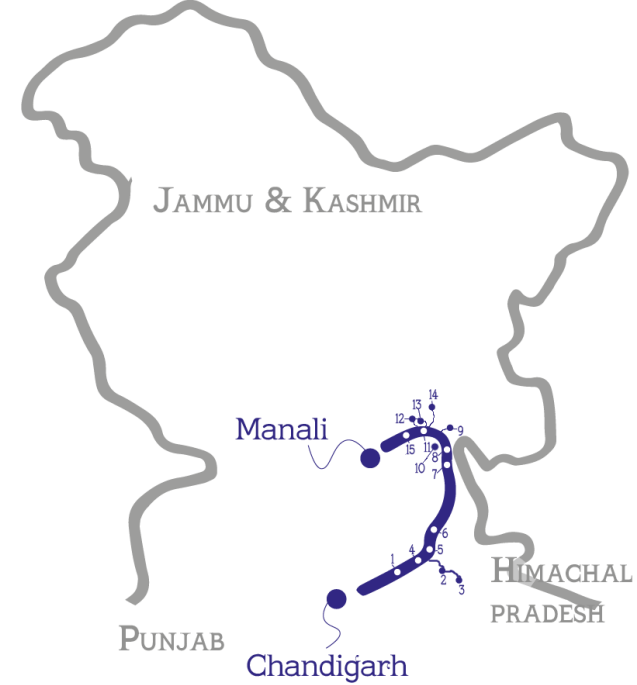 JAMMU & KASHMIR
14
13
12
9
Manali
11
15
8
10
7
6
5
4
1
2
3
HIMACHAL
PRADESH
PUNJAB
Chandigarh